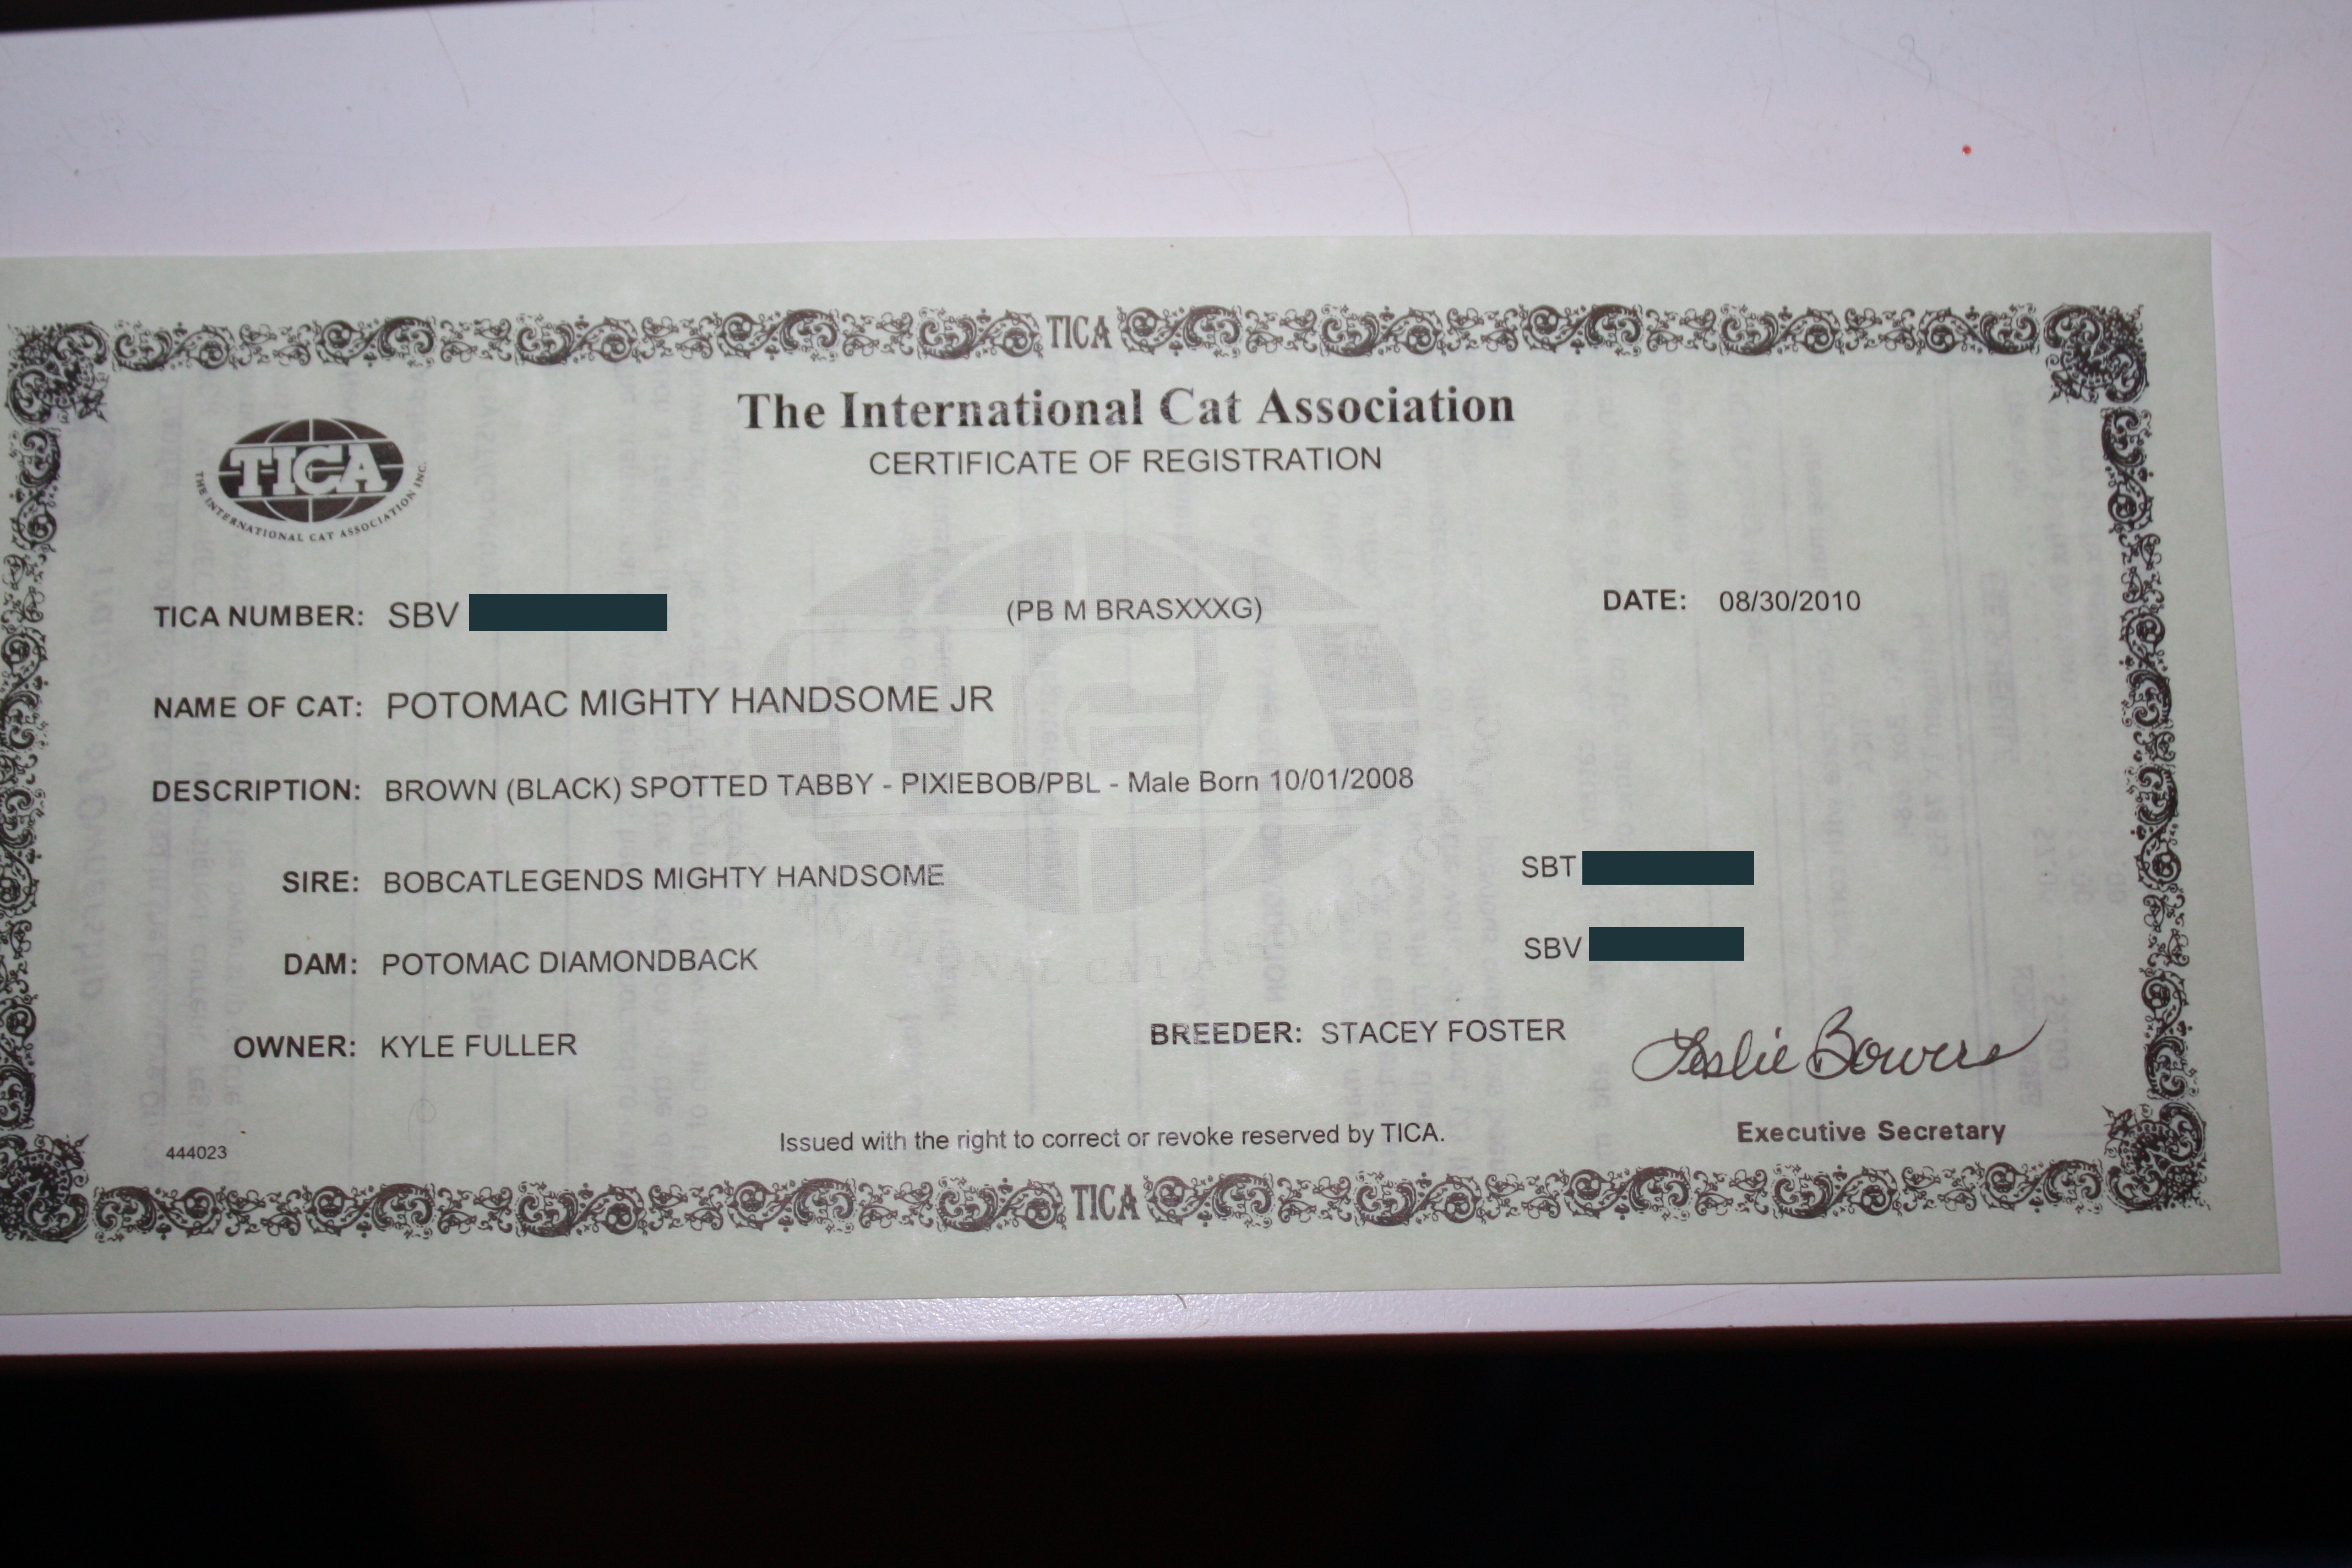 TICA
The International Cat Association
CERTIFICATE OF REGISTRATION
TICA
THE INTERNATIONAL CAT ASSOCIATION INC.
TICA NUMBER: SBV (PB M BRASXXXG) DATE: 08/30/2010
NAME OF CAT: POTOMAC MIGHTY HANDSOME JR
DESCRIPTION: BROWN (BLACK) SPOTTED TABBY - PIXIEBOB/PBL - Male Born 10/01/2008
SIRE: BOBCATLEGENDS MIGHTY HANDSOME SBT
DAM: POTOMAC DIAMONDBACK SBV
OWNER: KYLE FULLER BREEDER: STACEY FOSTER Leslie Bowers
444023 Issued with the right to correct or revoke reserved by TICA. Executive Secretary
TICA